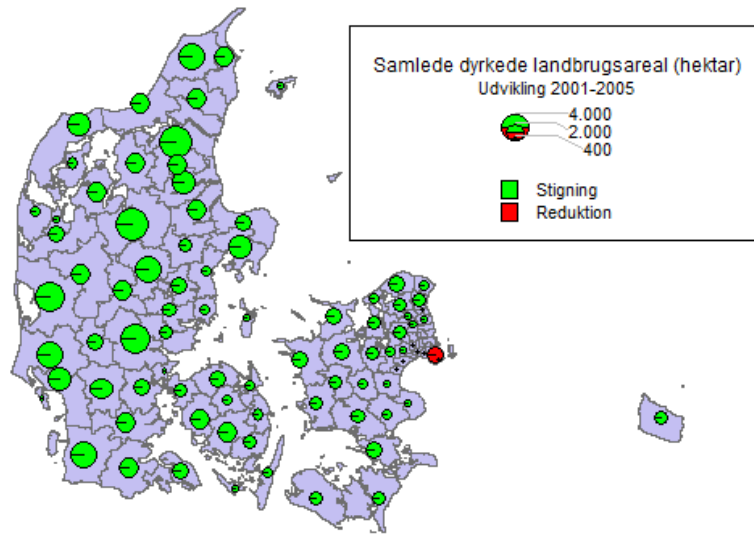 Samlede dyrkede landbrugsareal (hektar)
Udvikling 2001-2005
4.000
2.000
400
Stigning
Reduktion